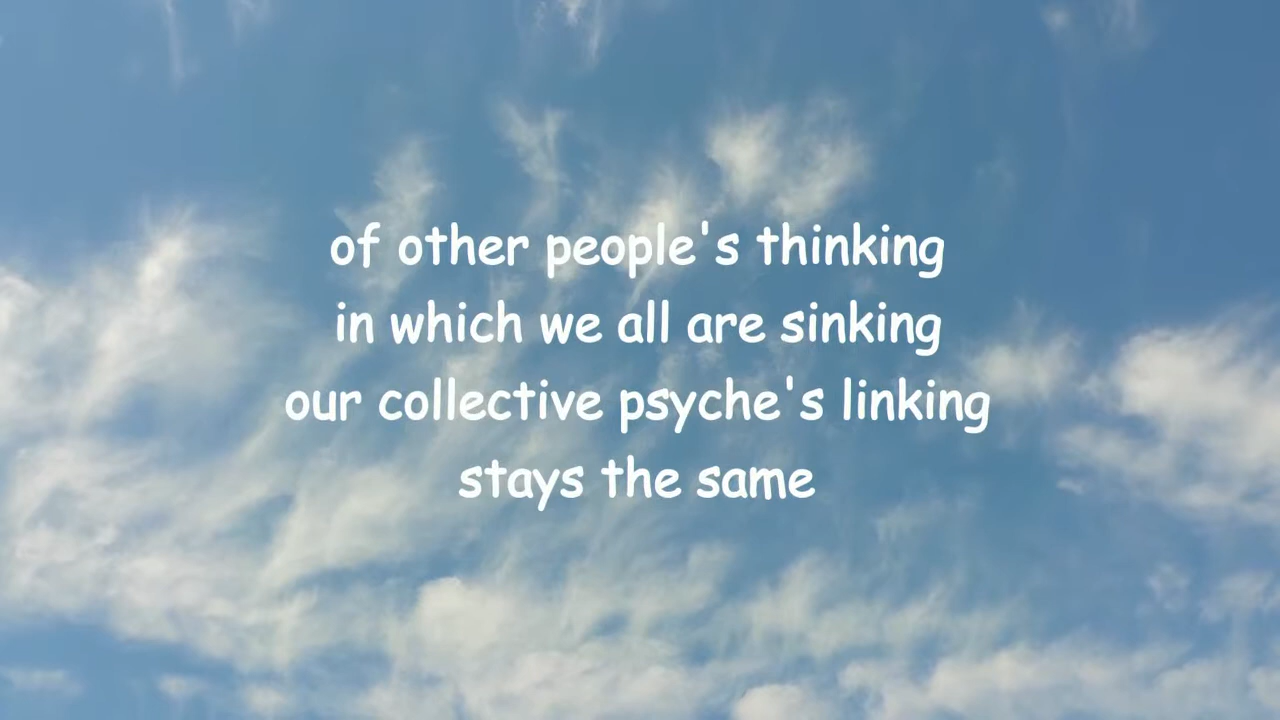 of other people's thinking
in which we all are sinking
our collective psyche's linking
stays the same